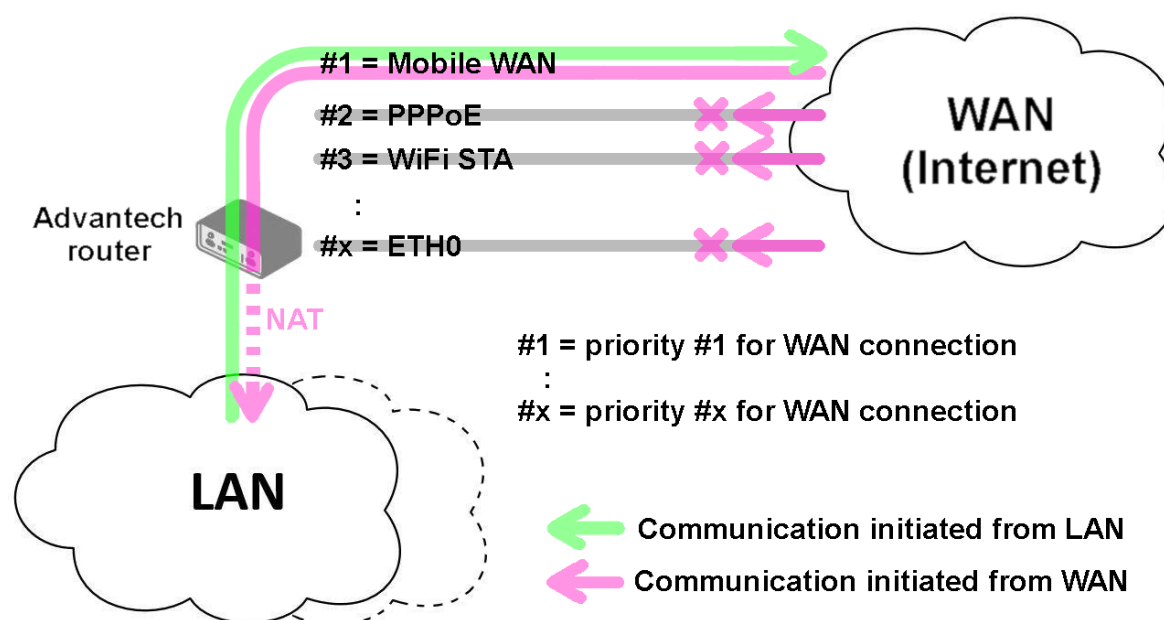 #1 = Mobile WAN
#2 = PPPoE
#3 = WiFi STA
:
#x = ETH0
WAN
(Internet)
Advantech
router
NAT
#1 = priority #1 for WAN connection
:
#x = priority #x for WAN connection
LAN
Communication initiated from LAN
Communication initiated from WAN